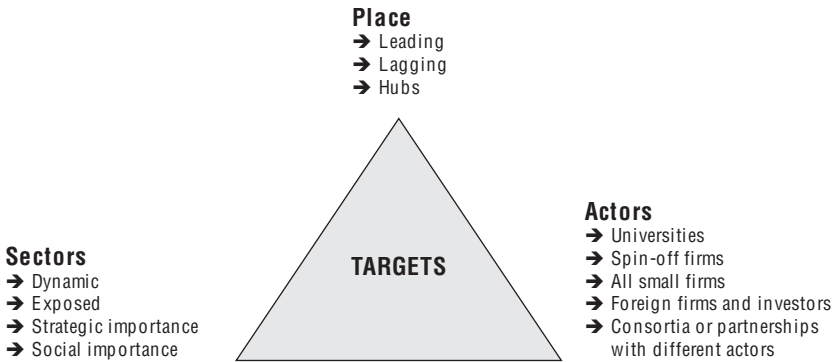 Place
➔ Leading
➔ Lagging
➔ Hubs
TARGETS
Sectors
➔ Dynamic
➔ Exposed
➔ Strategic importance
➔ Social importance
Actors
➔ Universities
➔ Spin-off firms
➔ All small firms
➔ Foreign firms and investors
➔ Consortia or partnerships
with different actors